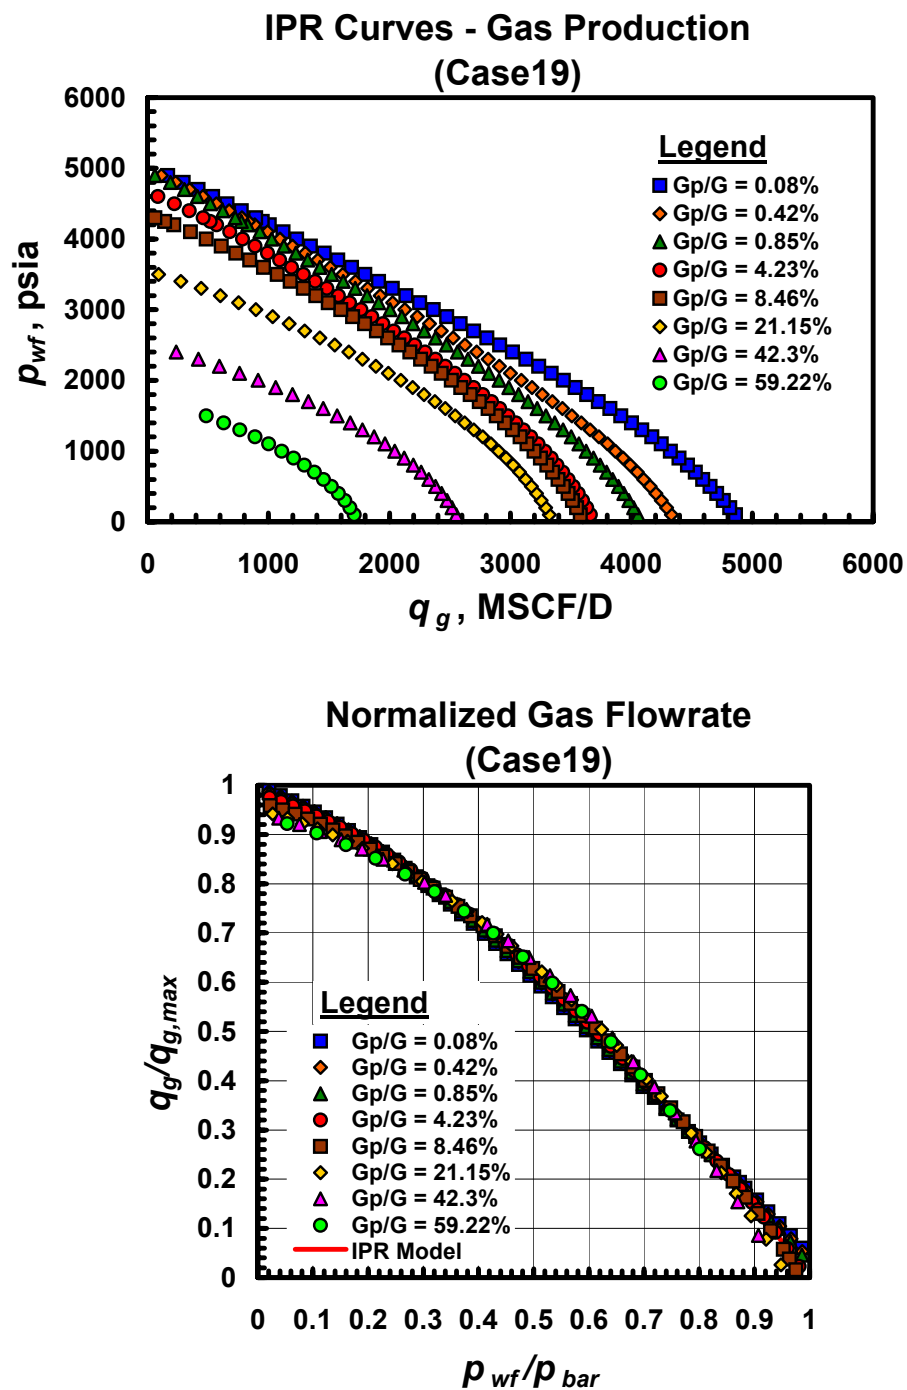 IPR Curves - Gas Production
(Case19)
6000
5000
4000
3000
2000
1000
0
p wf , psia
Legend
Gp/G = 0.08%
Gp/G = 0.42%
Gp/G = 0.85%
Gp/G = 4.23%
Gp/G = 8.46%
Gp/G = 21.15%
Gp/G = 42.3%
Gp/G = 59.22%
0 1000 2000 3000 4000 5000 6000
q g , MSCF/D
Normalized Gas Flowrate
(Case19)
1
0.9
0.8
0.7
0.6
0.5
0.4
0.3
0.2
0.1
0
q g /q g,max
Legend
Gp/G = 0.08%
Gp/G = 0.42%
Gp/G = 0.85%
Gp/G = 4.23%
Gp/G = 8.46%
Gp/G = 21.15%
Gp/G = 42.3%
Gp/G = 59.22%
IPR Model
0 0.1 0.2 0.3 0.4 0.5 0.6 0.7 0.8 0.9 1
p wf /p bar